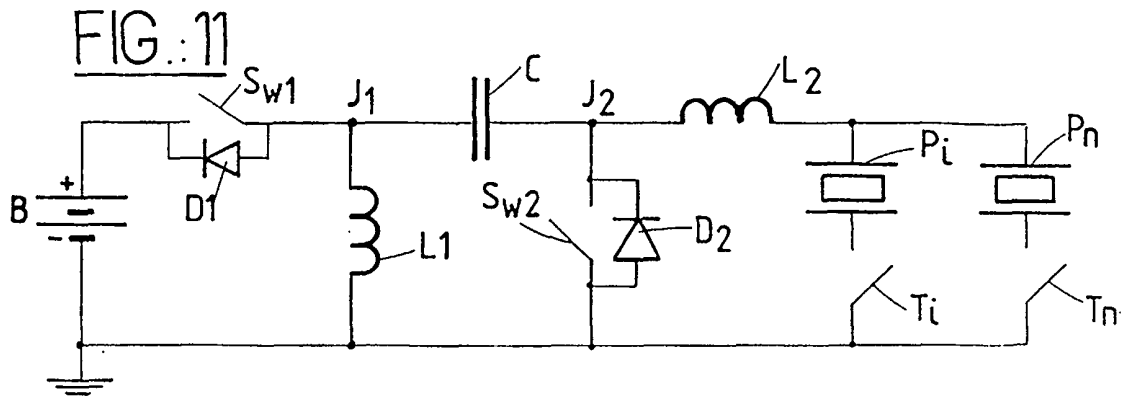 FIG.:11
Sw1
J1
C
J2
L2
Pi
Pn
B
+
-
D1
L1
Sw2
D2
Ti
Tn